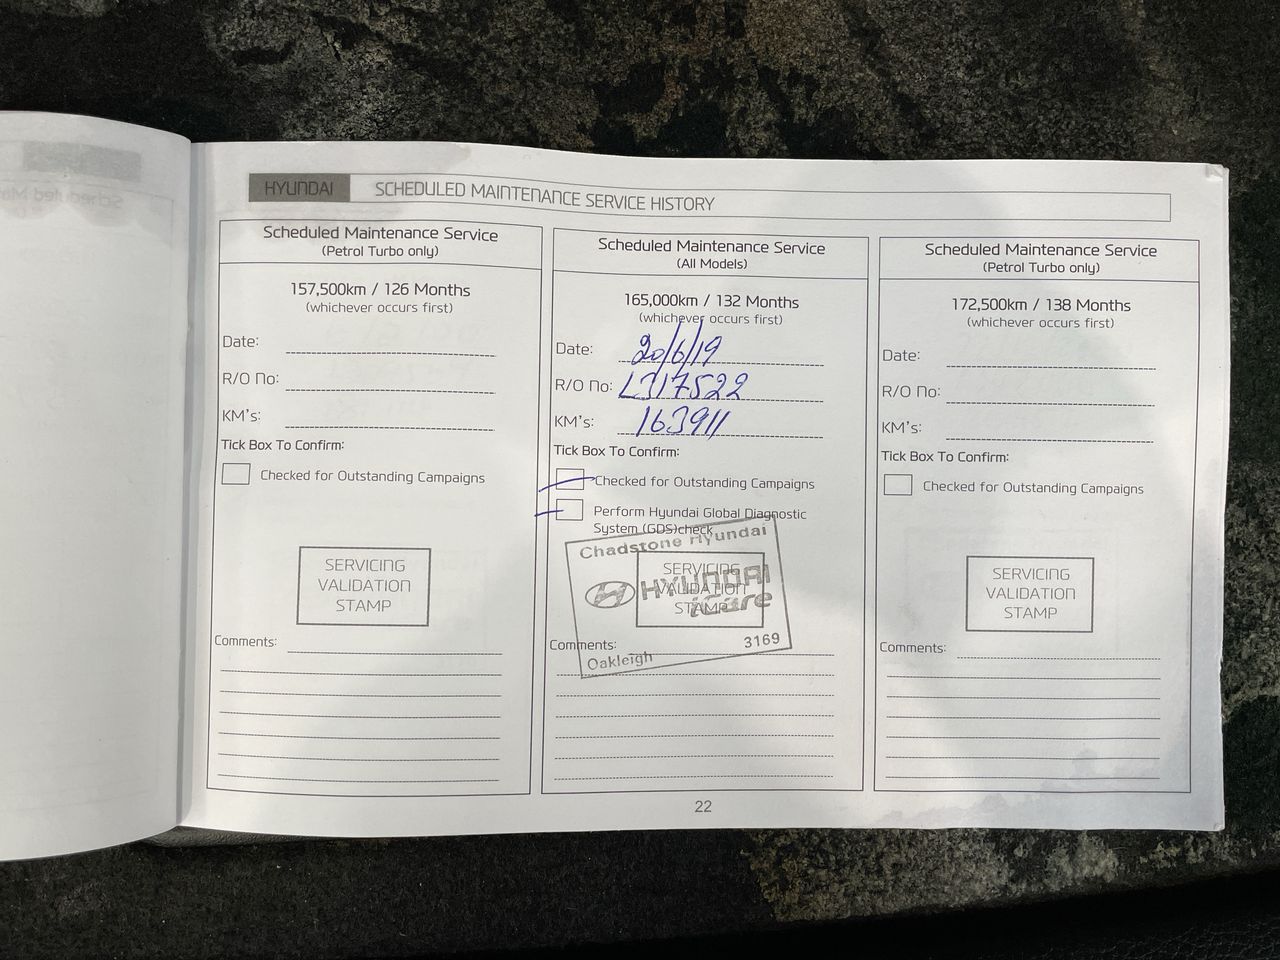 HYUNDAI SCHEDULED MAINTENANCE SERVICE HISTORY
Scheduled Maintenance Service
(Petrol Turbo only)
157,500km / 126 Months
(whichever occurs first)
Date:
R/O No:
KM's:
Tick Box To Confirm:
Checked for Outstanding Campaigns
SERVICING
VALIDATION
STAMP
Comments:
Scheduled Maintenance Service
(All Models)
165,000km / 132 Months
(whichever occurs first)
Date: 20/6/19
R/O No: L317522
KM's: 163911
Tick Box To Confirm:
Checked for Outstanding Campaigns
Perform Hyundai Global Diagnostic
System (GDS)check
Chadstone Hyundai
SERVICING
VALIDATION
STAMP
HYUNDAI
iCare
Comments:
3169
Oakleigh
Scheduled Maintenance Service
(Petrol Turbo only)
172,500km / 138 Months
(whichever occurs first)
Date:
R/O No:
KM's:
Tick Box To Confirm:
Checked for Outstanding Campaigns
SERVICING
VALIDATION
STAMP
Comments:
22